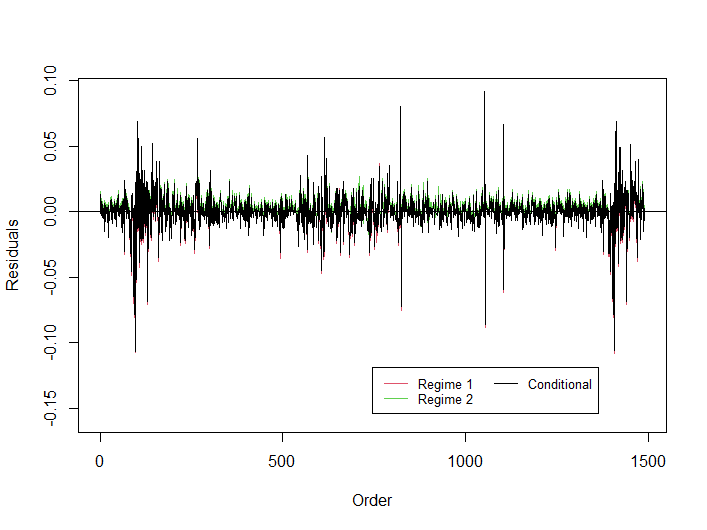 0.10
0.05
0.00
-0.05
-0.10
-0.15
Residuals
Regime 1 Conditional
Regime 2
0 500 1000 1500
Order